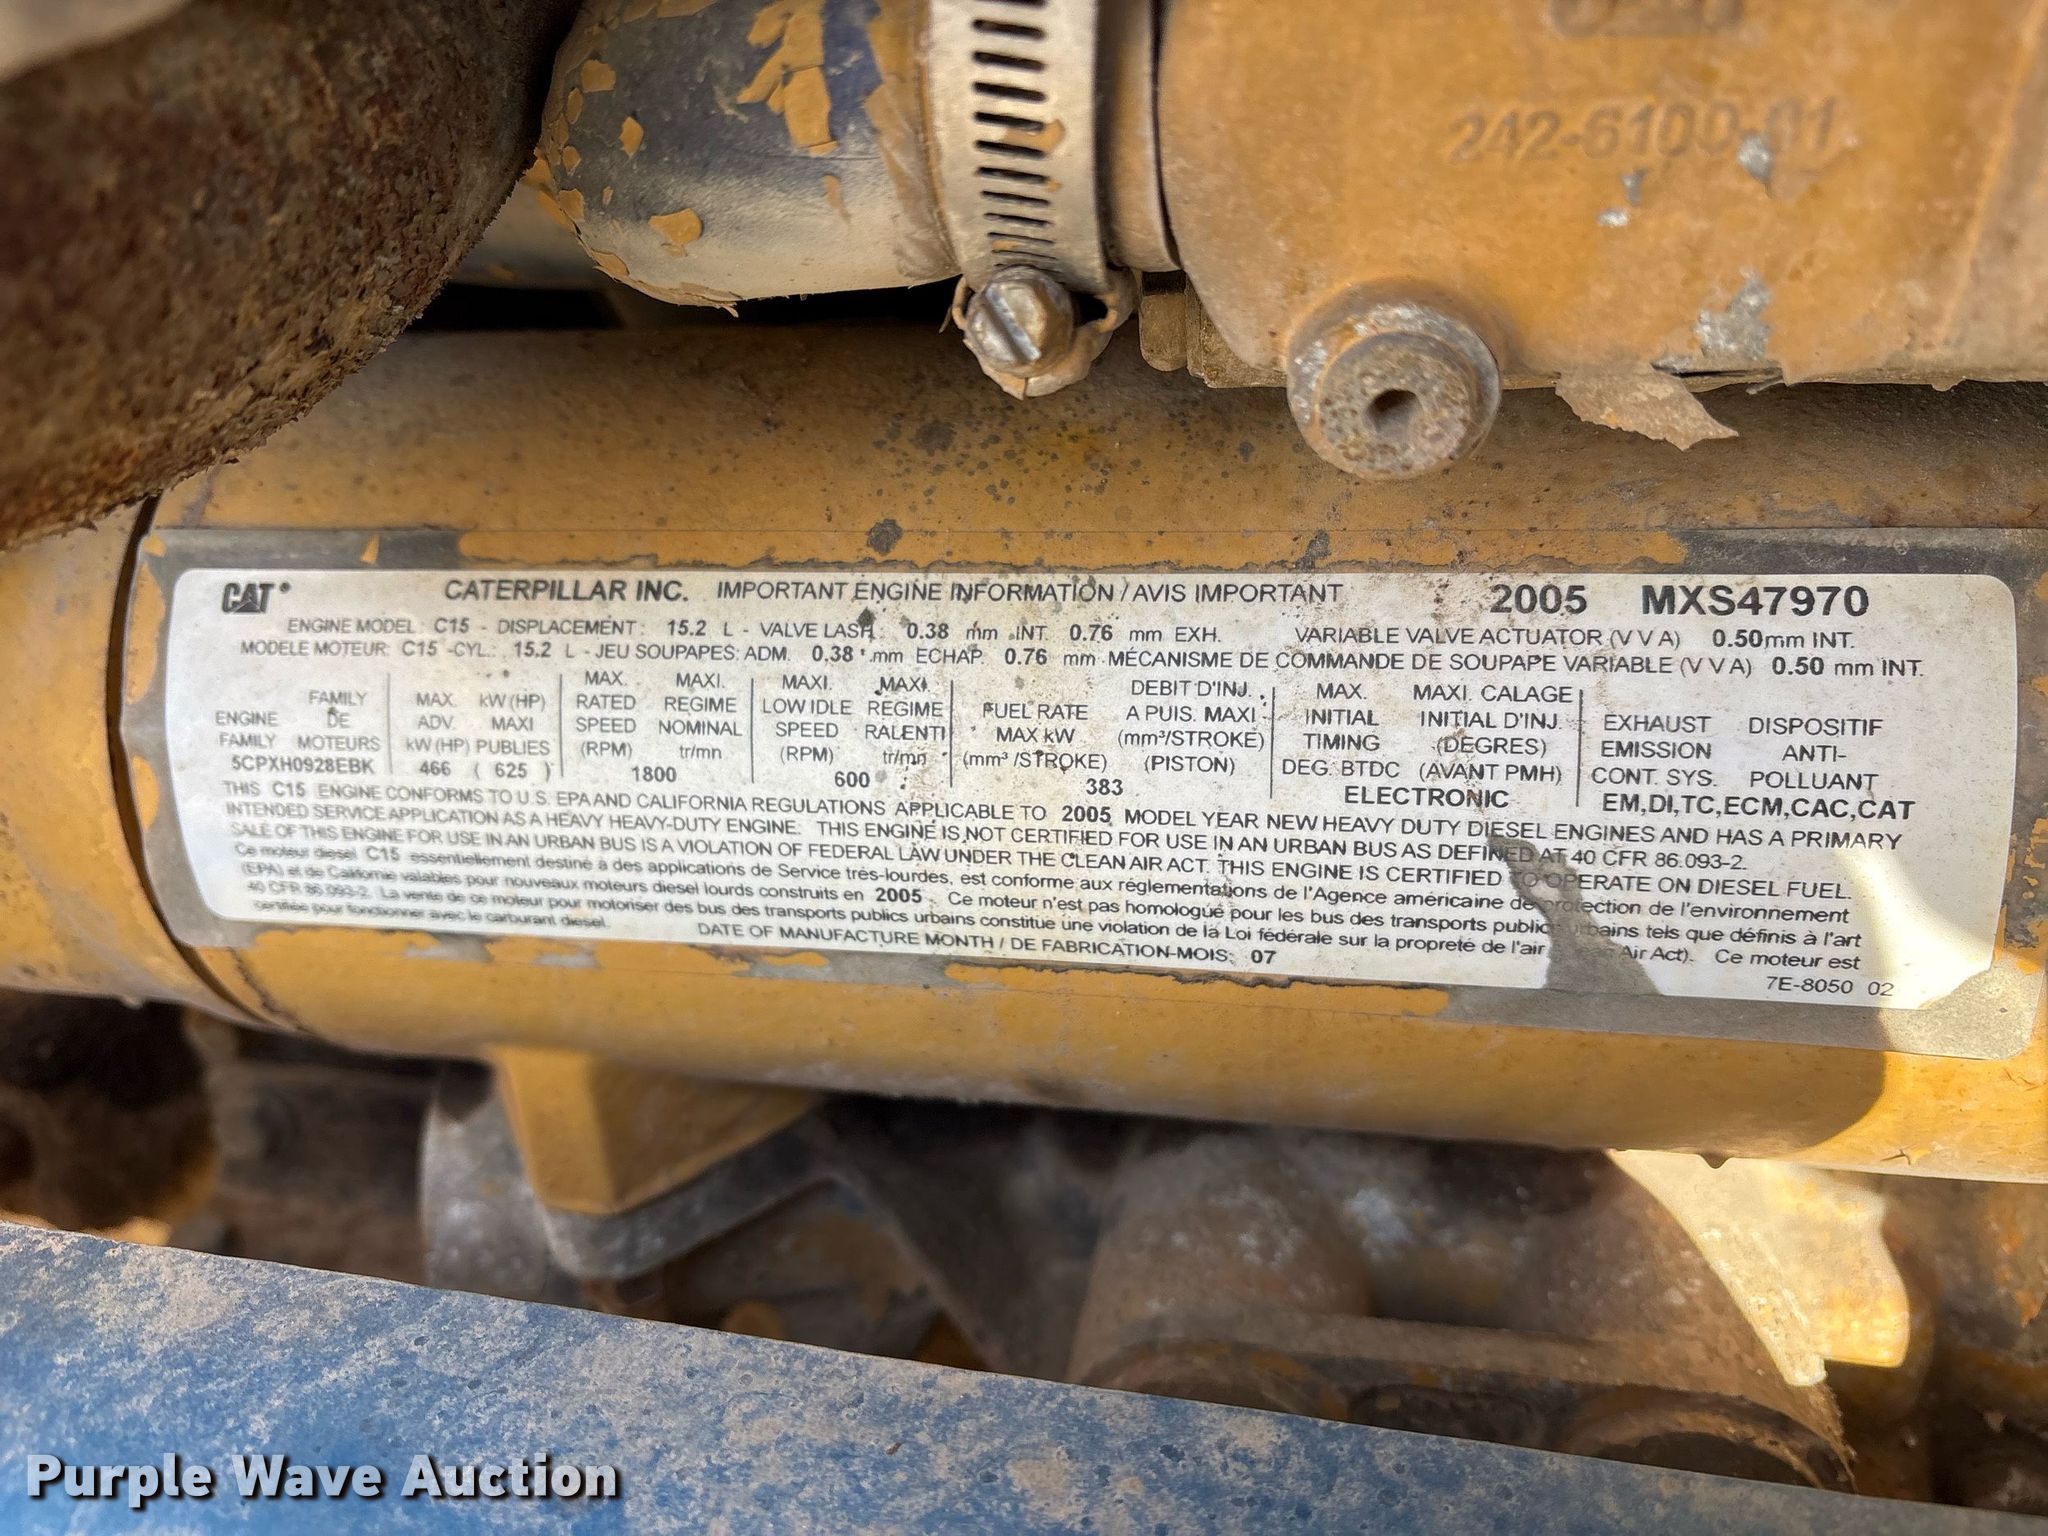 242-6100-01
CAT CATERPILLAR INC. IMPORTANT ENGINE INFORMATION / AVIS IMPORTANT 2005 MXS47970
ENGINE MODEL: C15 - DISPLACEMENT: 15.2 L - VALVE LASH: 0.38 mm INT. 0.76 mm EXH. VARIABLE VALVE ACTUATOR (V V A) 0.50mm INT.
MODELE MOTEUR: C15 -CYL.: 15.2 L - JEU SOUPAPES: ADM. 0.38 mm ECHAP. 0.76 mm MÉCANISME DE COMMANDE DE SOUPAPE VARIABLE (V V A) 0.50 mm INT.
ENGINE FAMILY
FAMILY DE MOTEURS
5CPXH0928EBK
MAX. ADV. kW (HP)
kW (HP) MAXI PUBLIES
466 ( 625 )
MAX. RATED SPEED (RPM)
MAXI. REGIME NOMINAL tr/mn
1800
MAXI. LOW IDLE SPEED (RPM)
MAXI. REGIME RALENTI tr/mn
600
FUEL RATE MAX kW (mm³/STROKE)
DEBIT D'INJ. A PUIS. MAXI (mm³/STROKE) (PISTON)
383
MAX. INITIAL TIMING DEG. BTDC
MAXI. CALAGE INITIAL D'INJ. (DEGRES) (AVANT PMH)
ELECTRONIC
EXHAUST EMISSION CONT. SYS.
DISPOSITIF ANTI-POLLUANT
EM,DI,TC,ECM,CAC,CAT
THIS C15 ENGINE CONFORMS TO U.S. EPA AND CALIFORNIA REGULATIONS APPLICABLE TO 2005 MODEL YEAR NEW HEAVY DUTY DIESEL ENGINES AND HAS A PRIMARY
INTENDED SERVICE APPLICATION AS A HEAVY HEAVY-DUTY ENGINE. THIS ENGINE IS NOT CERTIFIED FOR USE IN AN URBAN BUS AS DEFINED AT 40 CFR 86.093-2.
SALE OF THIS ENGINE FOR USE IN AN URBAN BUS IS A VIOLATION OF FEDERAL LAW UNDER THE CLEAN AIR ACT. THIS ENGINE IS CERTIFIED TO OPERATE ON DIESEL FUEL.
Ce moteur diesel C15 essentiellement destiné à des applications de Service très-lourdes, est conforme aux réglementations de l'Agence américaine de protection de l'environnement
(EPA) et de Californie valables pour nouveaux moteurs diesel lourds construits en 2005. Ce moteur n'est pas homologué pour les bus des transports publics urbains tels que définis à l'art
40 CFR 86.093-2. La vente de ce moteur pour motoriser des bus des transports publics urbains constitue une violation de la Loi fédérale sur la propreté de l'air Air Act). Ce moteur est
certifiée pour fonctionner avec le carburant diesel.
DATE OF MANUFACTURE MONTH / DE FABRICATION-MOIS: 07
7E-8050 02
Purple Wave Auction